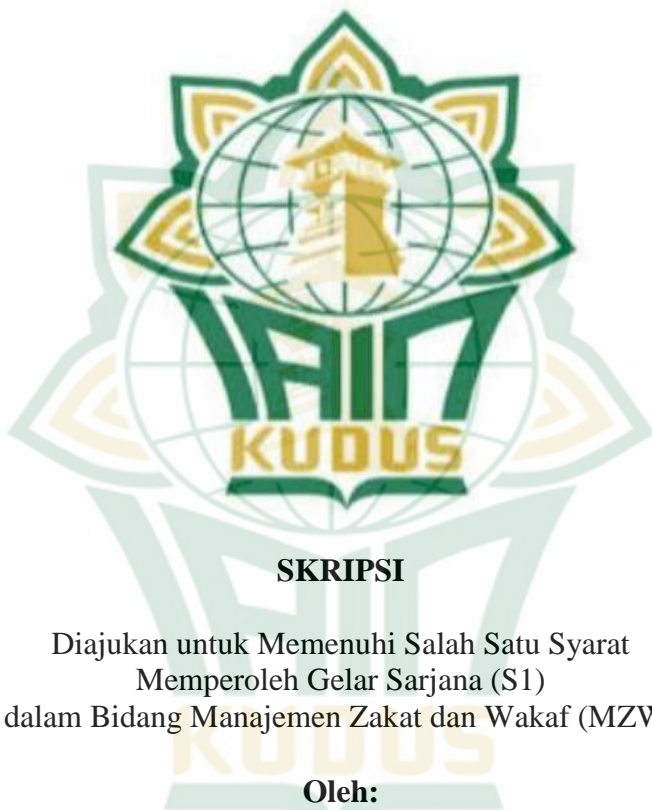 IAIN
KUDUS
SKRIPSI
Diajukan untuk Memenuhi Salah Satu Syarat
Memperoleh Gelar Sarjana (S1)
dalam Bidang Manajemen Zakat dan Wakaf (MZW
Oleh: